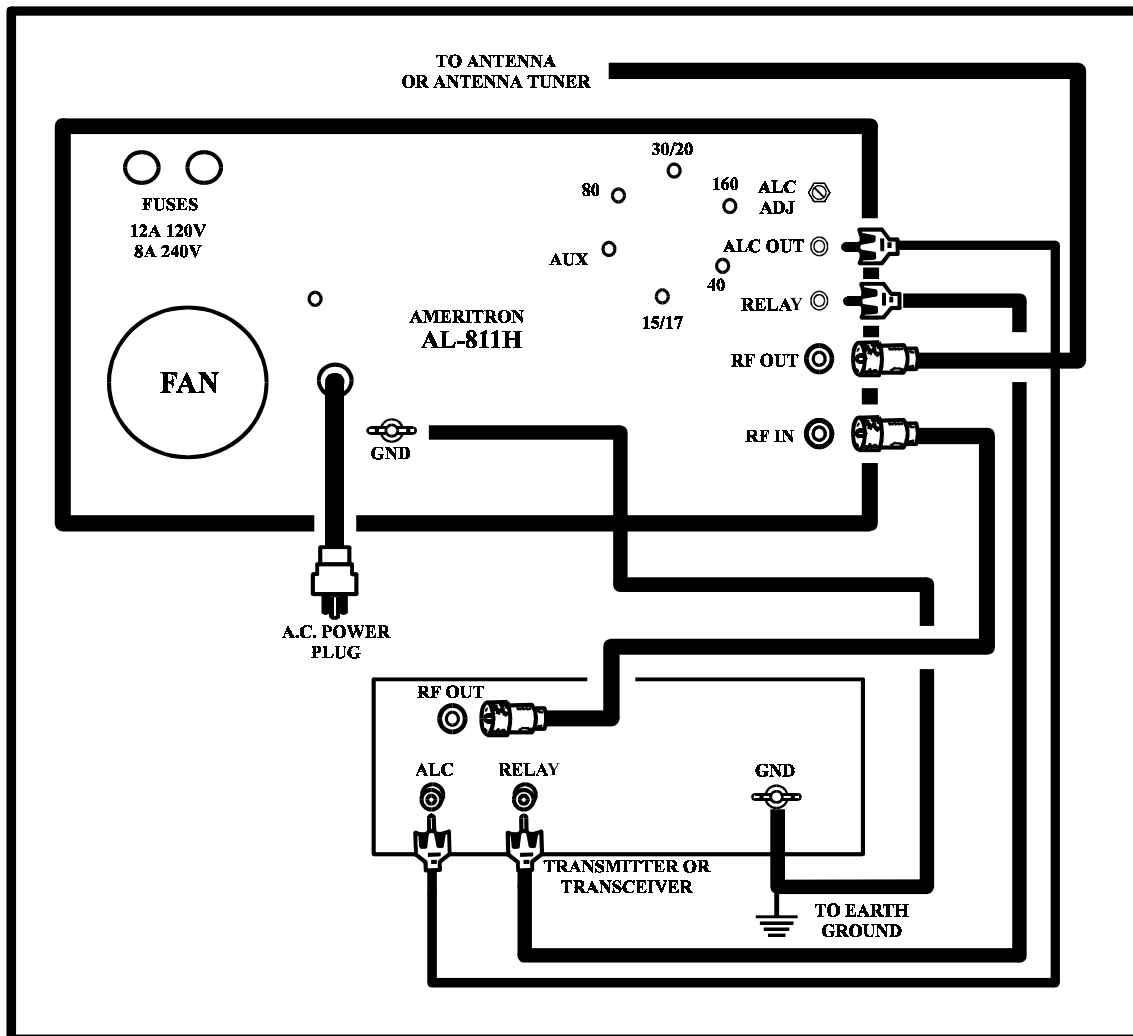 TO ANTENNA
OR ANTENNA TUNER
FUSES
12A 120V
8A 240V
30/20
80
160
ALC
ADJ
AUX
ALC OUT
40
15/17
RELAY
AMERITRON
AL-811H
FAN
RF OUT
GND
RF IN
A.C. POWER
PLUG
RF OUT
ALC
RELAY
GND
TRANSMITTER OR
TRANSCEIVER
TO EARTH
GROUND